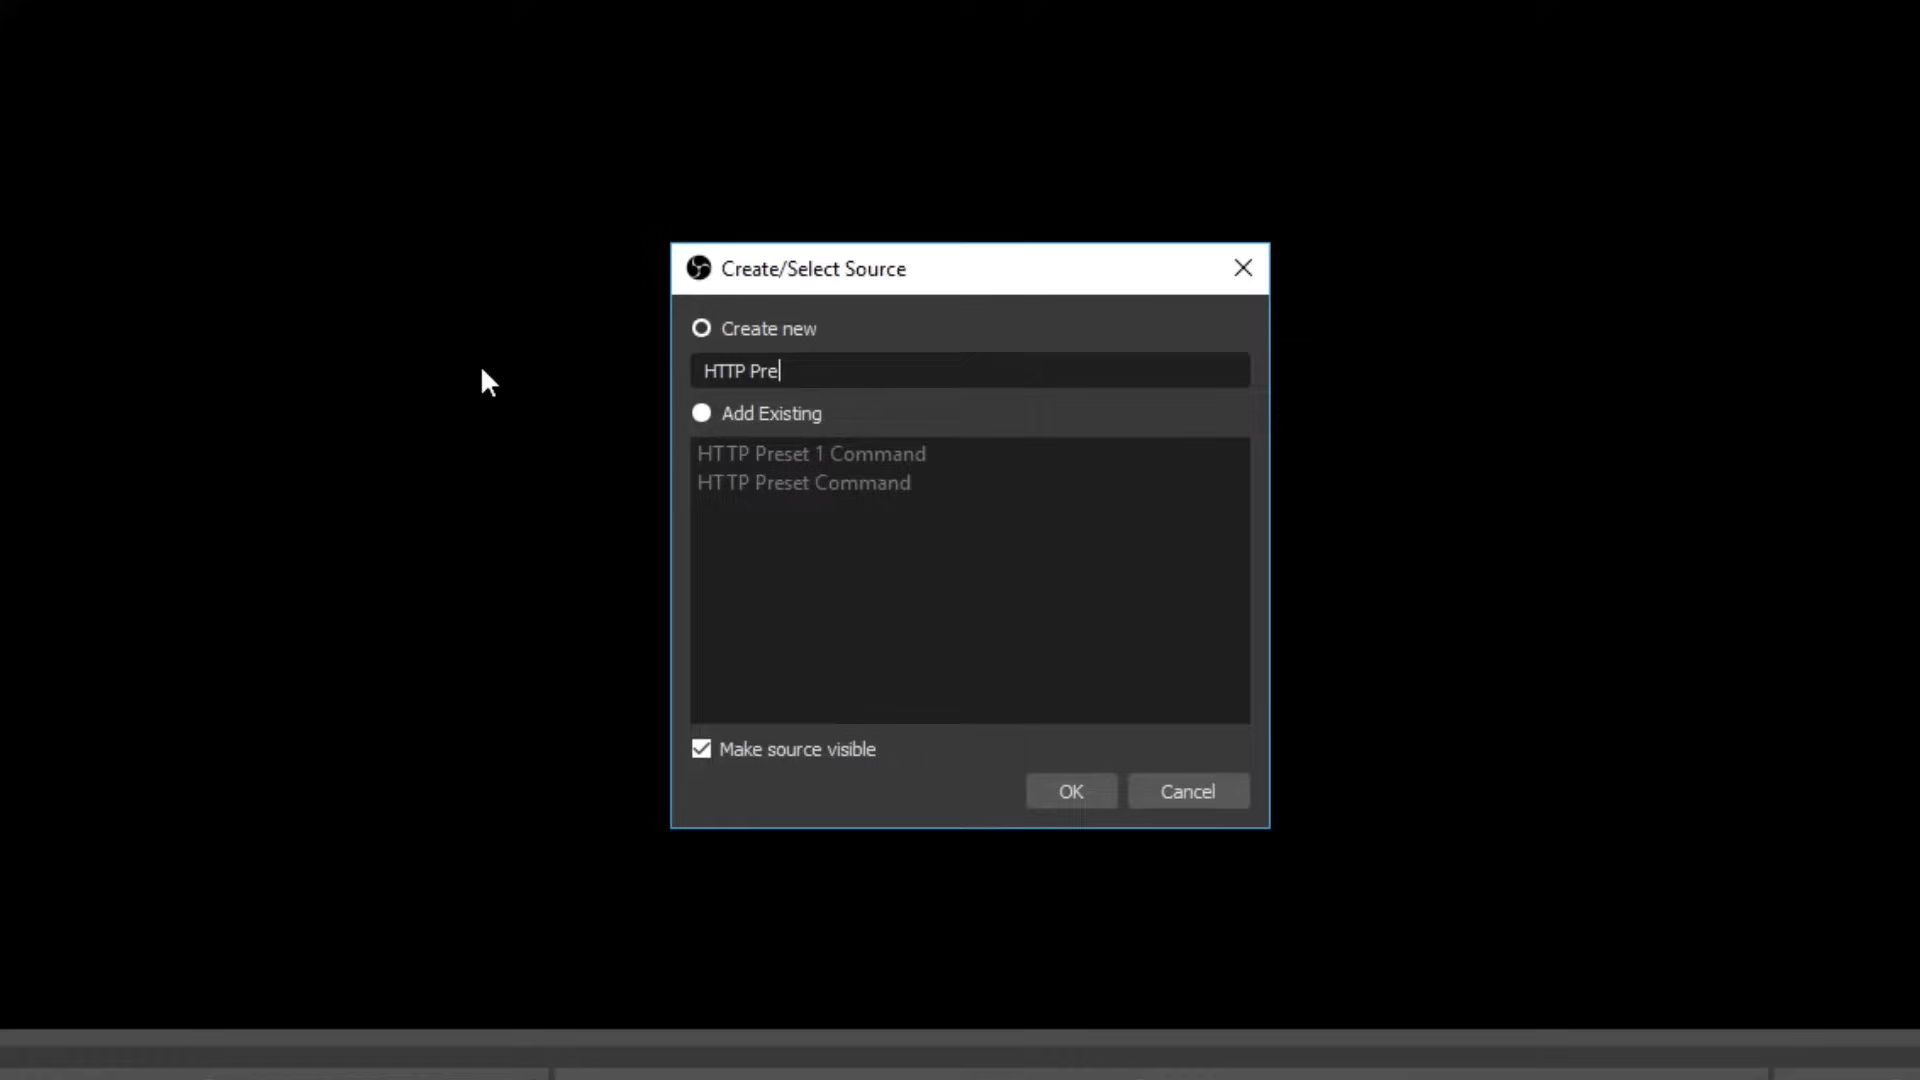 Create/Select Source
Create new
HTTP Pre
Add Existing
HTTP Preset 1 Command
HTTP Preset Command
Make source visible
OK
Cancel